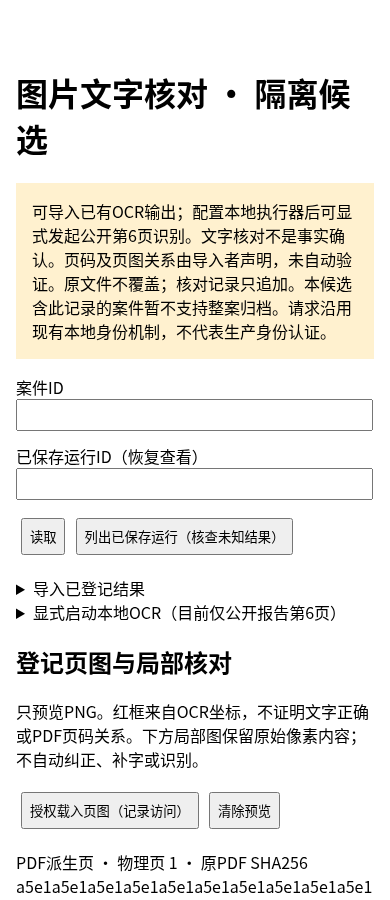 图片文字核对 · 隔离候
选
可导入已有OCR输出；配置本地执行器后可显
式发起公开第6页识别。文字核对不是事实确
认。页码及页图关系由导入者声明，未自动验
证。原文件不覆盖；核对记录只追加。本候选
含此记录的案件暂不支持整案归档。请求沿用
现有本地身份机制，不代表生产身份认证。
案件ID
已保存运行ID（恢复查看）
读取 列出已保存运行（核查未知结果）
导入已登记结果
显式启动本地OCR（目前仅公开报告第6页）
登记页图与局部核对
只预览PNG。红框来自OCR坐标，不证明文字正确
或PDF页码关系。下方局部图保留原始像素内容；
不自动纠正、补字或识别。
授权载入页图（记录访问） 清除预览
PDF派生页 · 物理页 1 · 原PDF SHA256
a5e1a5e1a5e1a5e1a5e1a5e1a5e1a5e1a5e1a5e1